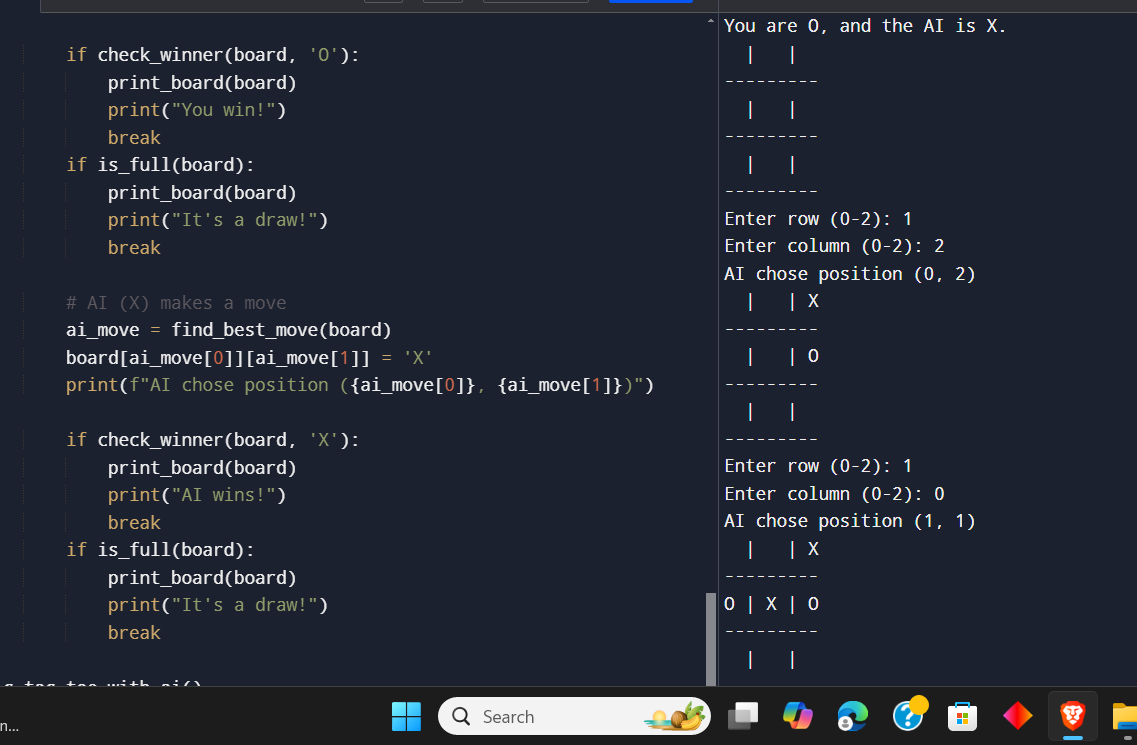 if check_winner(board, 'O'):
print_board(board)
print("You win!")
break
if is_full(board):
print_board(board)
print("It's a draw!")
break
# AI (X) makes a move
ai_move = find_best_move(board)
board[ai_move[0]][ai_move[1]] = 'X'
print(f"AI chose position ({ai_move[0]}, {ai_move[1]})")
if check_winner(board, 'X'):
print_board(board)
print("AI wins!")
break
if is_full(board):
print_board(board)
print("It's a draw!")
break
You are O, and the AI is X.
|   |
---------
|   |
---------
|   |
---------
Enter row (0-2): 1
Enter column (0-2): 2
AI chose position (0, 2)
|   | X
---------
|   | O
---------
|   |
---------
Enter row (0-2): 1
Enter column (0-2): 0
AI chose position (1, 1)
|   | X
---------
O | X | O
---------
|   |
n...
Search